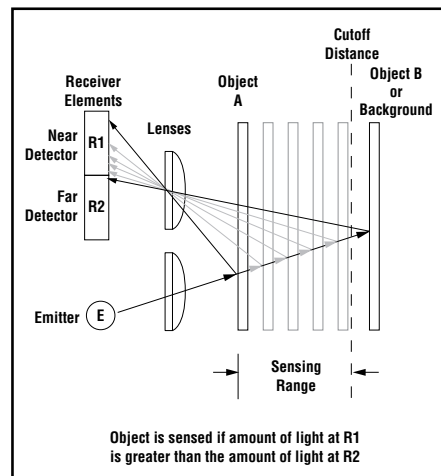 Cutoff
Distance
Receiver
Elements
Object
A
Object B
or
Background
Near
Detector
R1
Lenses
Far
Detector
R2
Emitter
E
Sensing
Range
Object is sensed if amount of light at R1
is greater than the amount of light at R2